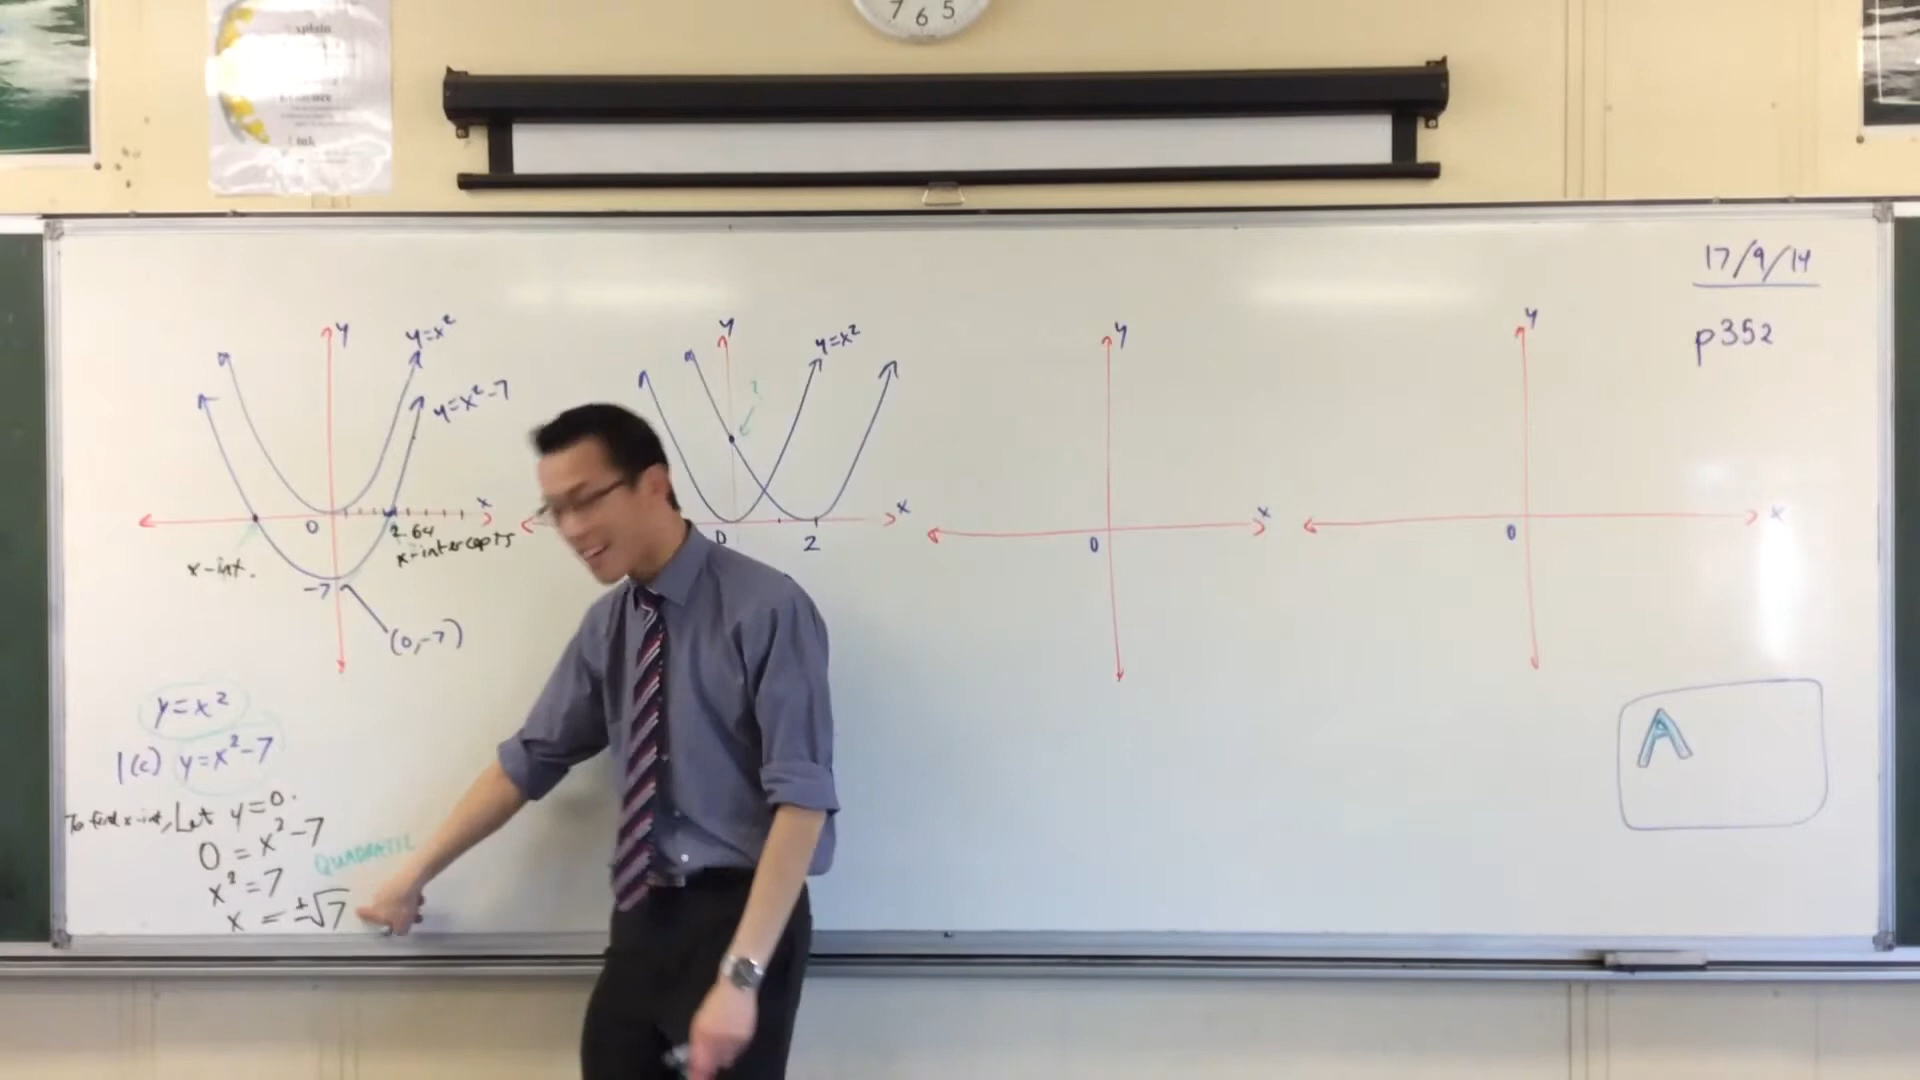 7 6 5
xplain
ink
17/9/14
p352
y
y=x²
y=x²-7
x
0
2.64
x-intercepts
x-int.
-7
(0,-7)
y
y=x²
?
x
0
2
y
x
0
y
x
0
y=x²
1(c) y=x²-7
To find x-int, Let y=0.
0 = x²-7
QUADRATIC
x² = 7
x = ±√7
A